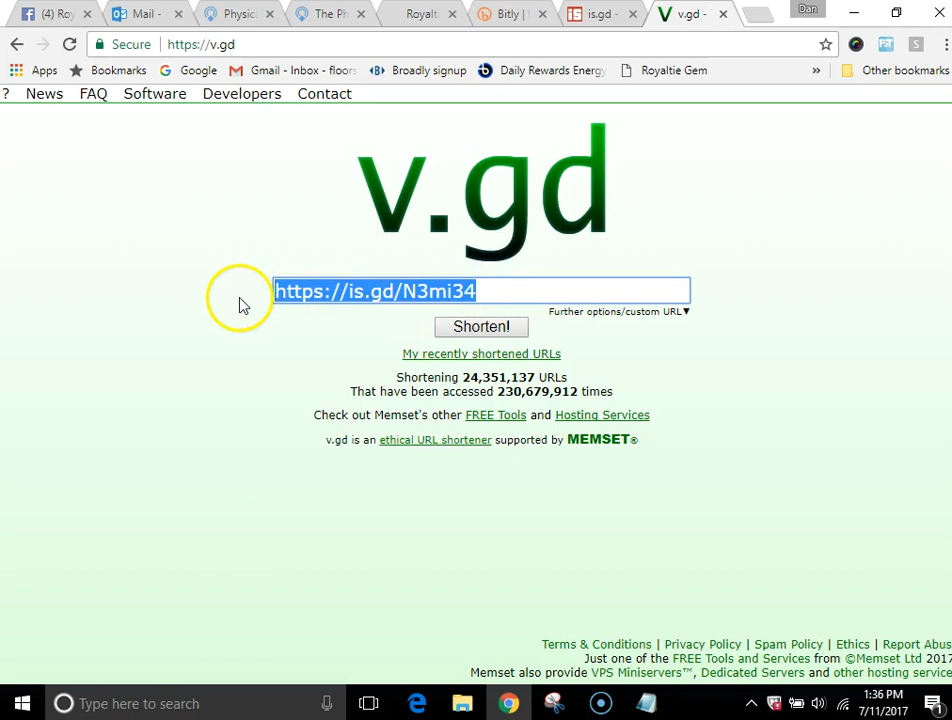 (4) Roy
Mail -
Physica
The Ph
Royalti
Bitly |
is.gd -
v.gd -
Dan
Secure
https://v.gd
Apps
Bookmarks
Google
Gmail - Inbox - floors
Broadly signup
Daily Rewards Energy
Royaltie Gem
»
Other bookmarks
? News FAQ Software Developers Contact
v.gd
https://is.gd/N3mi34
Further options/custom URL▼
Shorten!
My recently shortened URLs
Shortening 24,351,137 URLs
That have been accessed 230,679,912 times
Check out Memset's other FREE Tools and Hosting Services
v.gd is an ethical URL shortener supported by MEMSET®
Terms & Conditions | Privacy Policy | Spam Policy | Ethics | Report Abus
Just one of the FREE Tools and Services from ©Memset Ltd 2017
Memset also provide VPS Miniservers™, Dedicated Servers and other hosting service
Type here to search
1:36 PM
7/11/2017